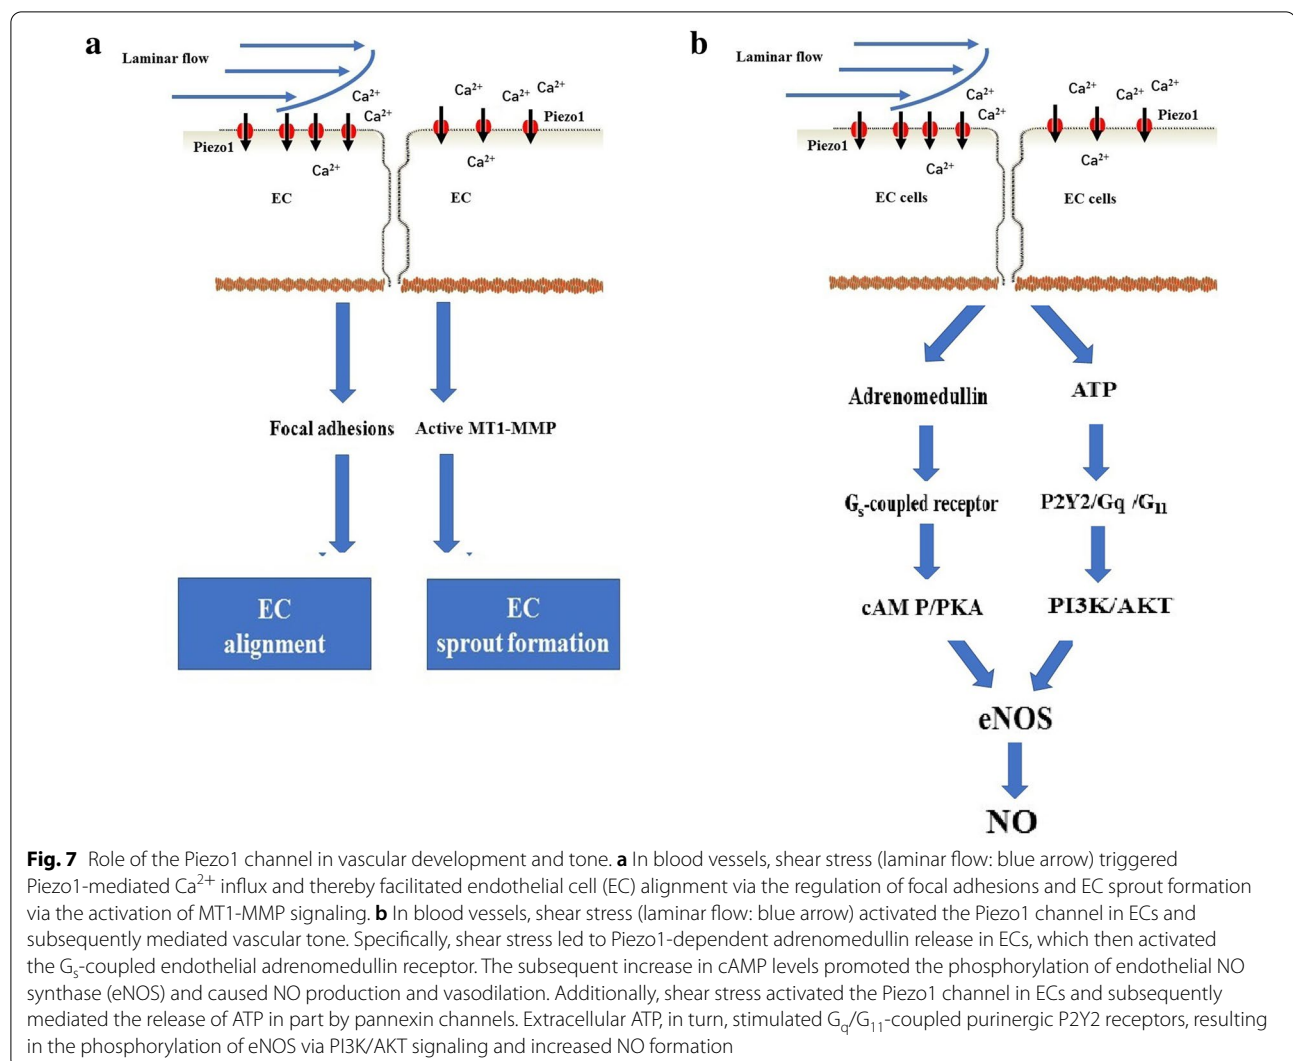 a
Laminar flow
Ca²⁺
Ca²⁺
Ca²⁺ Ca²⁺
Ca²⁺
Ca²⁺
Piezo1
Piezo1
Ca²⁺
Ca²⁺
EC
EC
Focal adhesions
Active MT1-MMP
EC
alignment
EC
sprout formation
b
Laminar flow
Ca²⁺
Ca²⁺
Ca²⁺ Ca²⁺
Ca²⁺
Ca²⁺
Piezo1
Piezo1
Ca²⁺
Ca²⁺
EC cells
EC cells
Adrenomedullin
ATP
Gₛ-coupled receptor
P2Y2/Gq /G₁₁
cAM P/PKA
PI3K/AKT
eNOS
NO
Fig. 7 Role of the Piezo1 channel in vascular development and tone. a In blood vessels, shear stress (laminar flow: blue arrow) triggered
Piezo1-mediated Ca²⁺ influx and thereby facilitated endothelial cell (EC) alignment via the regulation of focal adhesions and EC sprout formation
via the activation of MT1-MMP signaling. b In blood vessels, shear stress (laminar flow: blue arrow) activated the Piezo1 channel in ECs and
subsequently mediated vascular tone. Specifically, shear stress led to Piezo1-dependent adrenomedullin release in ECs, which then activated
the Gₛ-coupled endothelial adrenomedullin receptor. The subsequent increase in cAMP levels promoted the phosphorylation of endothelial NO
synthase (eNOS) and caused NO production and vasodilation. Additionally, shear stress activated the Piezo1 channel in ECs and subsequently
mediated the release of ATP in part by pannexin channels. Extracellular ATP, in turn, stimulated G_q/G₁₁-coupled purinergic P2Y2 receptors, resulting
in the phosphorylation of eNOS via PI3K/AKT signaling and increased NO formation